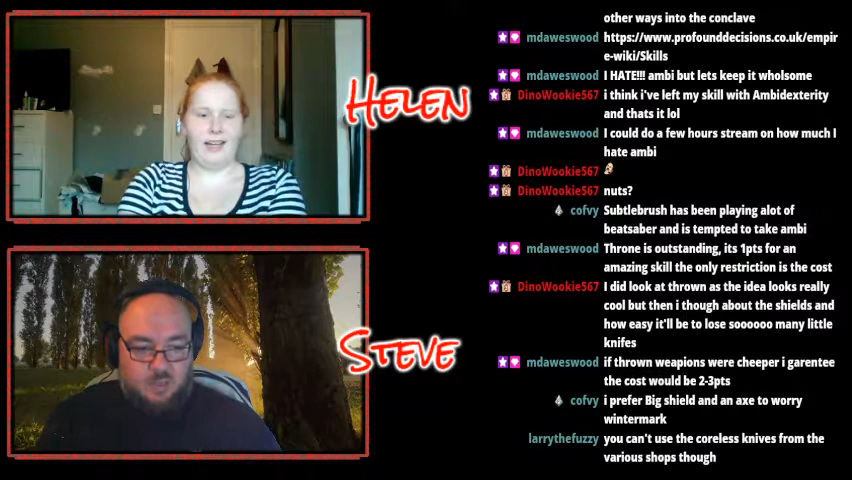 Helen
Steve
other ways into the conclave
mdaweswood https://www.profounddecisions.co.uk/empir
e-wiki/Skills
mdaweswood I HATE!!! ambi but lets keep it wholsome
DinoWookie567 i think i've left my skill with Ambidexterity
and thats it lol
mdaweswood I could do a few hours stream on how much I
hate ambi
DinoWookie567
DinoWookie567 nuts?
cofvy Subtlebrush has been playing alot of
beatsaber and is tempted to take ambi
mdaweswood Throne is outstanding, its 1pts for an
amazing skill the only restriction is the cost
DinoWookie567 I did look at thrown as the idea looks really
cool but then i though about the shields and
how easy it'll be to lose soooooo many little
knifes
mdaweswood if thrown weapons were cheeper i garentee
the cost would be 2-3pts
cofvy i prefer Big shield and an axe to worry
wintermark
larrythefuzzy you can't use the coreless knives from the
various shops though